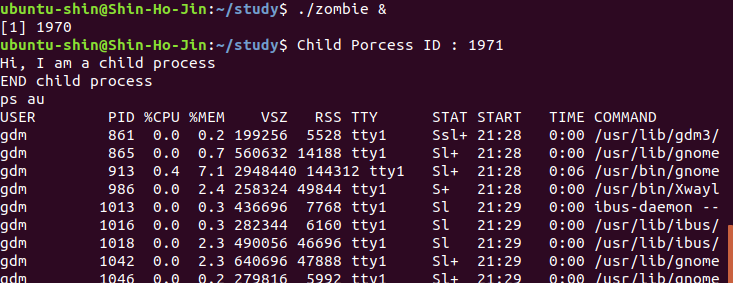 ubuntu-shin@Shin-Ho-Jin:~/study$ ./zombie &
[1] 1970
ubuntu-shin@Shin-Ho-Jin:~/study$ Child Porcess ID : 1971
Hi, I am a child process
END child process
ps au
USER       PID %CPU %MEM    VSZ   RSS TTY      STAT START   TIME COMMAND
gdm        861  0.0  0.2 199256  5528 tty1     Ssl+ 21:28   0:00 /usr/lib/gdm3/
gdm        865  0.0  0.7 560632 14188 tty1     Sl+  21:28   0:00 /usr/lib/gnome
gdm        913  0.4  7.1 2948440 144312 tty1   Sl+  21:28   0:06 /usr/bin/gnome
gdm        986  0.0  2.4 258324 49844 tty1     S+   21:28   0:00 /usr/bin/Xwayl
gdm       1013  0.0  0.3 436696  7768 tty1     Sl   21:29   0:00 ibus-daemon --
gdm       1016  0.0  0.3 282344  6160 tty1     Sl   21:29   0:00 /usr/lib/ibus/
gdm       1018  0.0  2.3 490056 46696 tty1     Sl   21:29   0:00 /usr/lib/ibus/
gdm       1042  0.0  2.3 640696 47888 tty1     Sl+  21:29   0:00 /usr/lib/gnome
gdm       1046  0.0  0.2 279816  5992 tty1     Sl+  21:29   0:00 /usr/lib/gnome